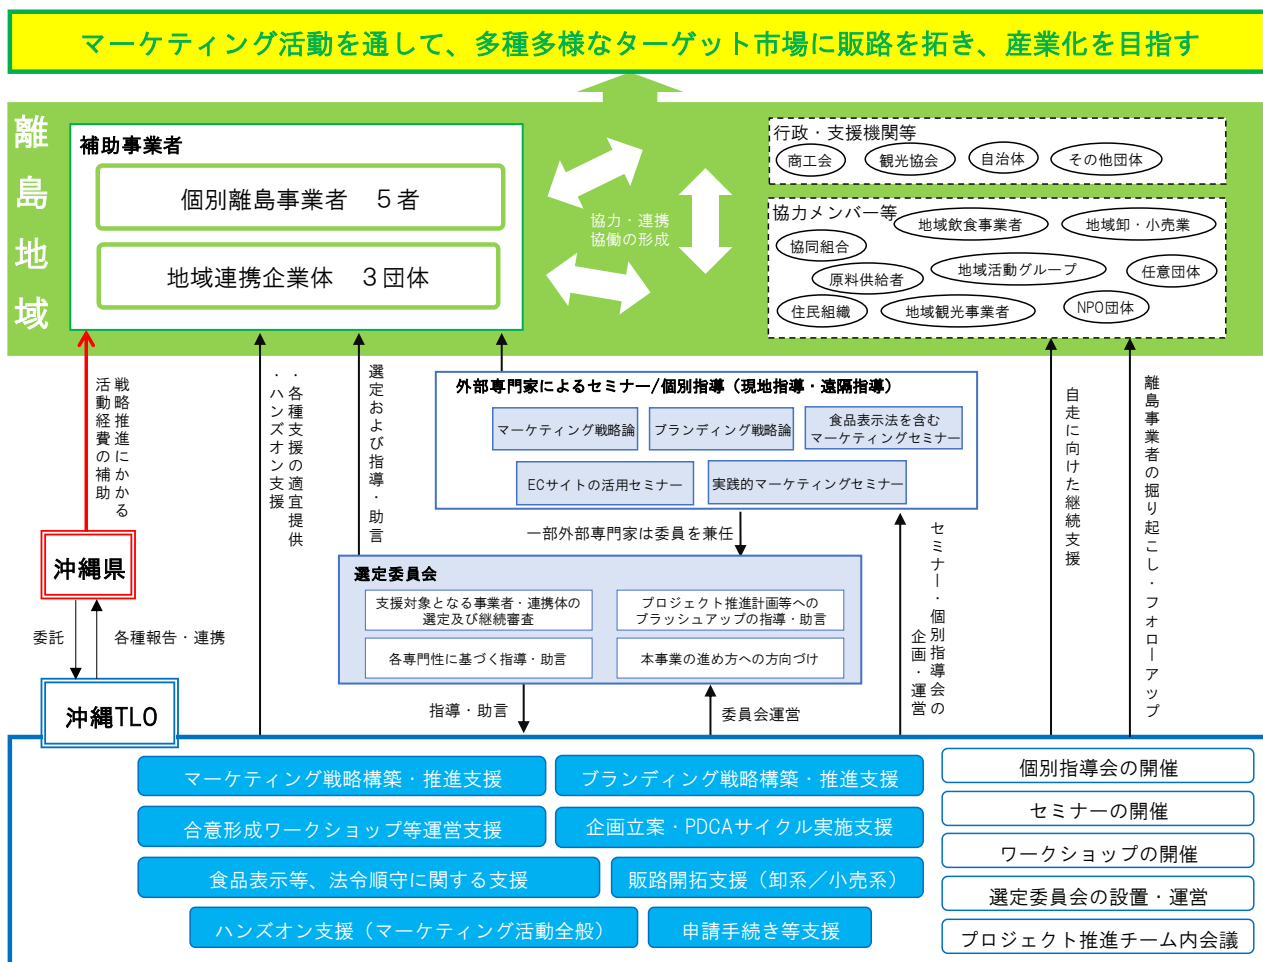 マーケティング活動を通して、多種多様なターゲット市場に販路を拓き、産業化を目指す
離島地域
補助事業者
個別離島事業者　５者
地域連携企業体　３団体
協力・連携
協働の形成
行政・支援機関等
商工会
観光協会
自治体
その他団体
協力メンバー等
地域飲食事業者
地域卸・小売業
協同組合
地域活動グループ
任意団体
原料供給者
住民組織
地域観光事業者
NPO団体
戦略推進にかかる
活動経費の補助
・各種支援の適宜提供
・ハンズオン支援
選定および指導・助言
外部専門家によるセミナー/個別指導（現地指導・遠隔指導）
マーケティング戦略論
ブランディング戦略論
食品表示法を含む
マーケティングセミナー
ECサイトの活用セミナー
実践的マーケティングセミナー
自走に向けた継続支援
離島事業者の掘り起こし・フォローアップ
一部外部専門家は委員を兼任
セミナー・個別指導会の
企画・運営
沖縄県
委託
各種報告・連携
選定委員会
支援対象となる事業者・連携体の
選定及び継続審査
プロジェクト推進計画等への
ブラッシュアップの指導・助言
各専門性に基づく指導・助言
本事業の進め方への方向づけ
指導・助言
委員会運営
沖縄TLO
マーケティング戦略構築・推進支援
ブランディング戦略構築・推進支援
合意形成ワークショップ等運営支援
企画立案・PDCAサイクル実施支援
食品表示等、法令順守に関する支援
販路開拓支援（卸系／小売系）
ハンズオン支援（マーケティング活動全般）
申請手続き等支援
個別指導会の開催
セミナーの開催
ワークショップの開催
選定委員会の設置・運営
プロジェクト推進チーム内会議